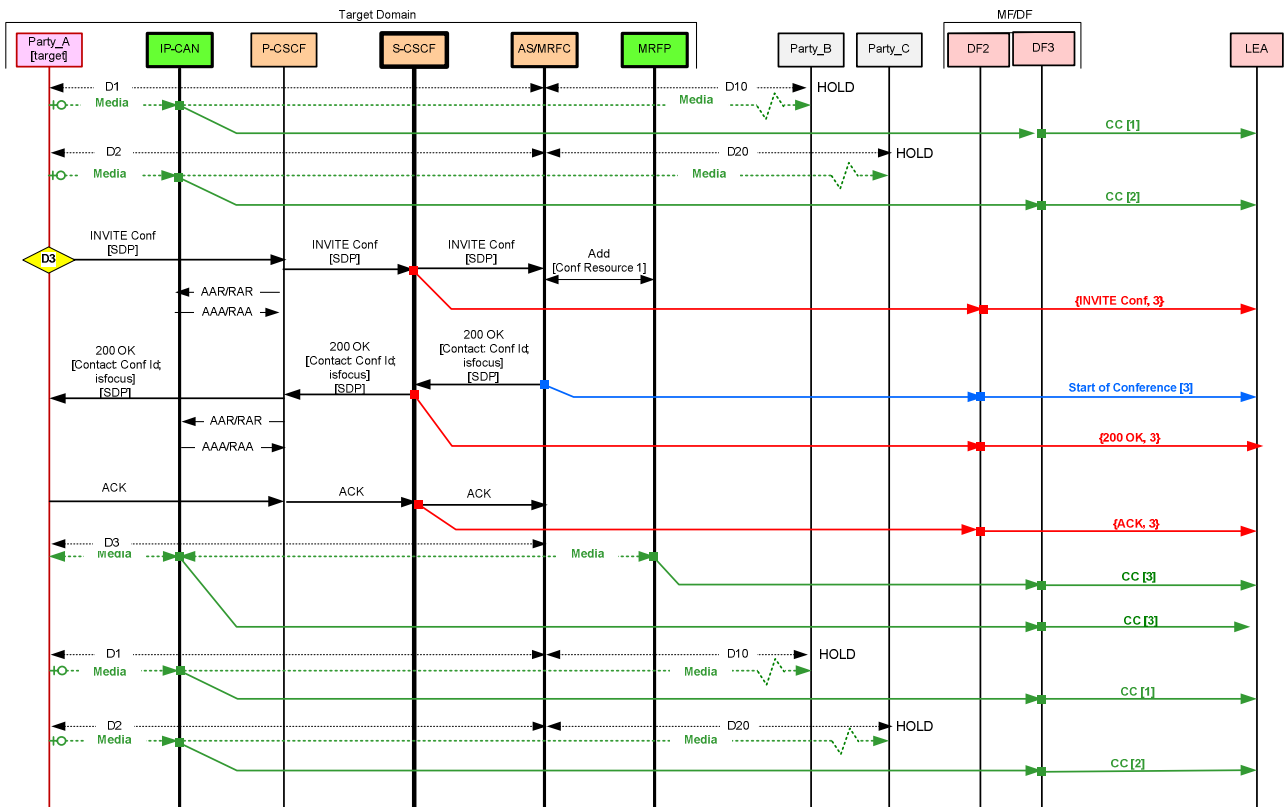 Target Domain
MF/DF
Party_A
[target]
IP-CAN
P-CSCF
S-CSCF
AS/MRFC
MRFP
Party_B
Party_C
DF2
DF3
LEA
D1
D10
HOLD
Media
Media
CC [1]
D2
D20
HOLD
Media
Media
CC [2]
INVITE Conf
[SDP]
D3
INVITE Conf
[SDP]
INVITE Conf
[SDP]
Add
[Conf Resource 1]
AAR/RAR
{INVITE Conf, 3}
AAA/RAA
200 OK
[Contact: Conf Id;
isfocus]
[SDP]
200 OK
[Contact: Conf Id;
isfocus]
[SDP]
200 OK
[Contact: Conf Id;
isfocus]
[SDP]
Start of Conference [3]
AAR/RAR
{200 OK, 3}
AAA/RAA
ACK
ACK
ACK
{ACK, 3}
D3
Media
Media
CC [3]
CC [3]
D1
D10
HOLD
Media
Media
CC [1]
D2
D20
HOLD
Media
Media
CC [2]